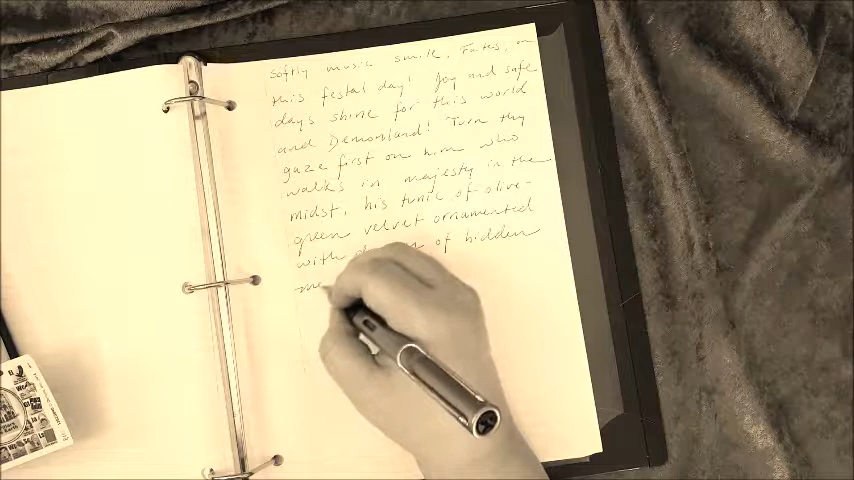 softly music smile. Fates, on
this festal day! Joy and safe
days shine for this world
and Demonland! Turn thy
gaze first on him who
walks in majesty in the
midst, his tunic of olive-
green velvet ornamented
with of hidden